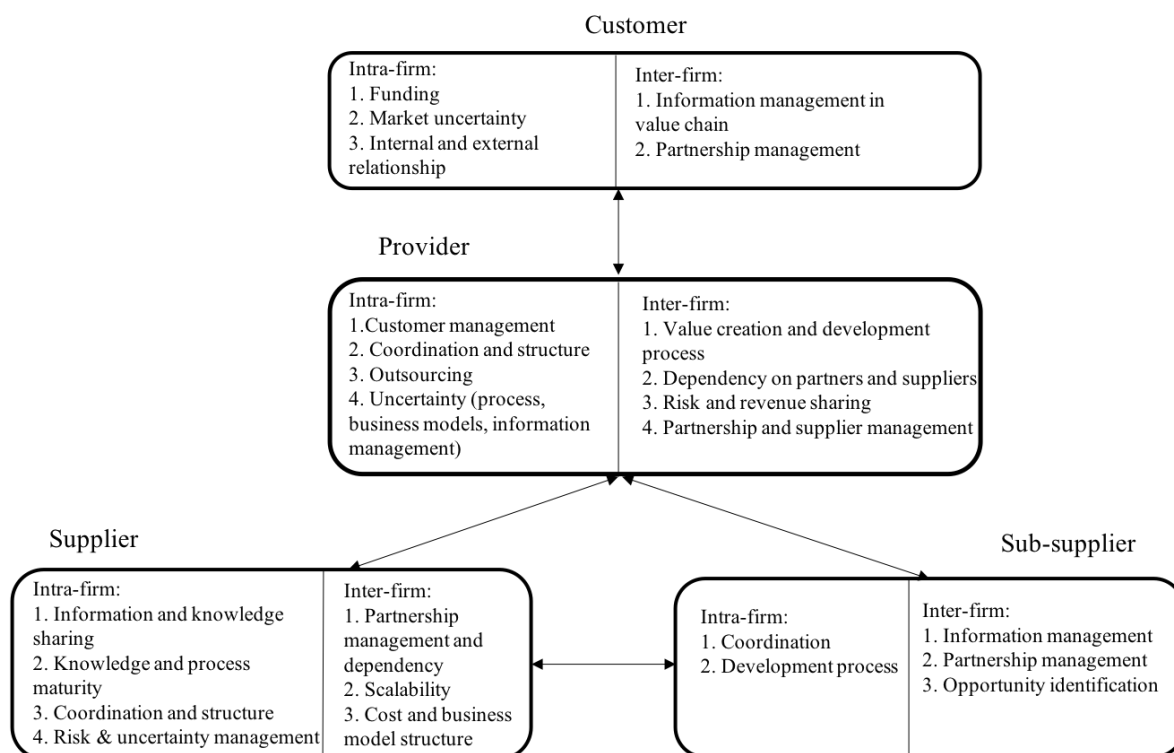 Customer
Intra-firm:
1. Funding
2. Market uncertainty
3. Internal and external
relationship
Inter-firm:
1. Information management in
value chain
2. Partnership management
Provider
Intra-firm:
1.Customer management
2. Coordination and structure
3. Outsourcing
4. Uncertainty (process,
business models, information
management)
Inter-firm:
1. Value creation and development
process
2. Dependency on partners and suppliers
3. Risk and revenue sharing
4. Partnership and supplier management
Supplier
Intra-firm:
1. Information and knowledge
sharing
2. Knowledge and process
maturity
3. Coordination and structure
4. Risk & uncertainty management
Inter-firm:
1. Partnership
management and
dependency
2. Scalability
3. Cost and business
model structure
Sub-supplier
Intra-firm:
1. Coordination
2. Development process
Inter-firm:
1. Information management
2. Partnership management
3. Opportunity identification